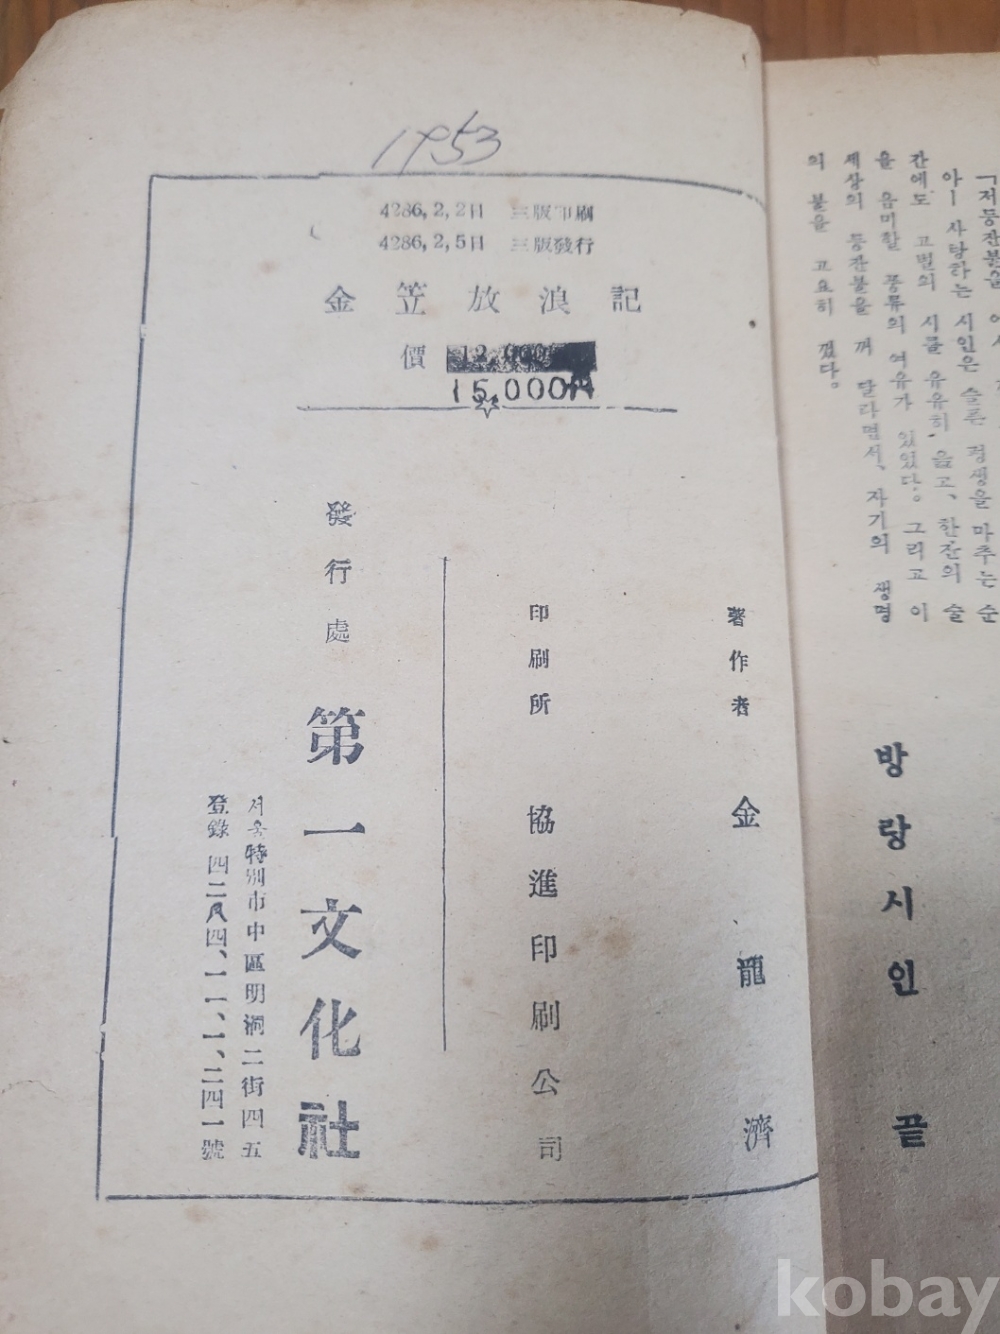 1953
4286, 2, 2日 三版印刷
4286, 2, 5日 三版發行
金笠放浪記
價 12,000
15,000
著作者 金龍濟
印刷所 協進印刷公司
發行處 第一文化社
서울特別市中區明洞二街四五
登錄 四二八四、一一、一、二四一號
「저등잔불을
아— 사랑하는 시인은 슬픈 평생을 마추는 순
간에도 고별의 시를 유유히 읊고、한잔의 술
을 음미할 풍류의 여유가 있었다。그리고 이
세상의 등잔불을 꺼 달라면서、자기의 생명
의 불을 고요히 껐다。
방랑시인 끝
kobay